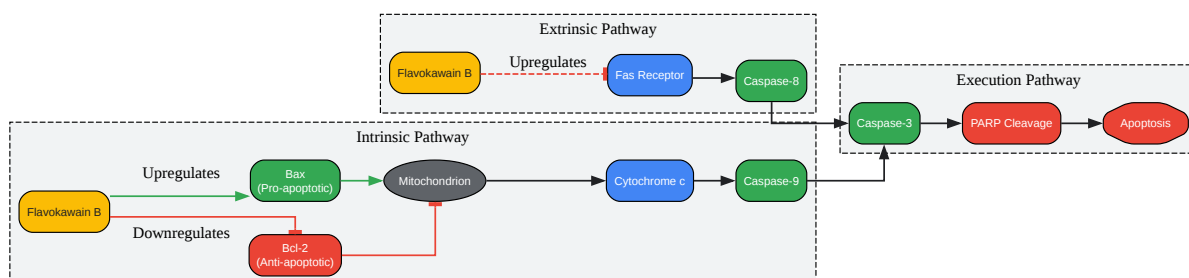 Extrinsic Pathway
Flavokawain B
Upregulates
Fas Receptor
Caspase-8
Execution Pathway
Caspase-3
PARP Cleavage
Apoptosis
Intrinsic Pathway
Flavokawain B
Upregulates
Bax
(Pro-apoptotic)
Mitochondrion
Cytochrome c
Caspase-9
Downregulates
Bcl-2
(Anti-apoptotic)